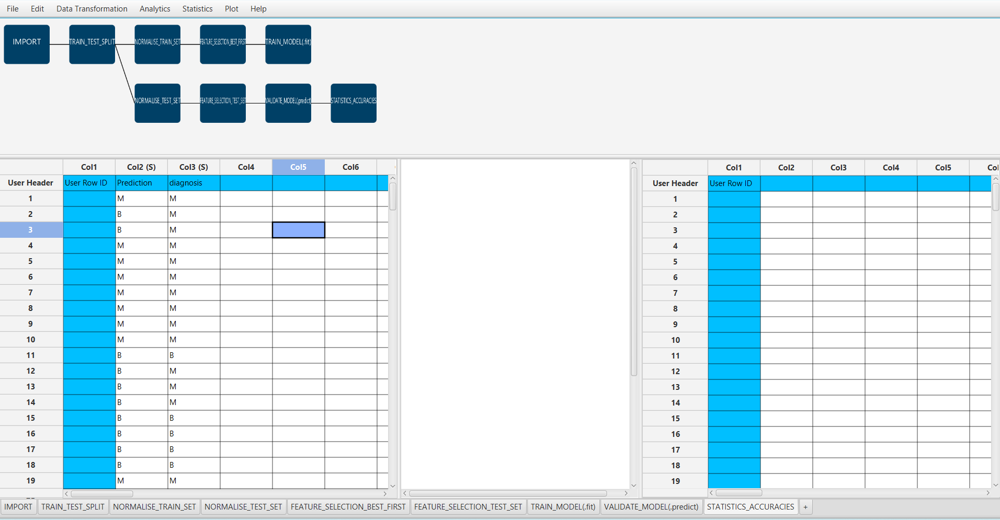 File Edit Data Transformation Analytics Statistics Plot Help
IMPORT TRAIN_TEST_SPLIT NORMALISE_TRAIN_SET FEATURE_SELECTION_BEST_FIRST TRAIN_MODEL(.fit)
NORMALISE_TEST_SET FEATURE_SELECTION_TEST_SET VALIDATE_MODEL(.predict) STATISTICS_ACCURACIES
Col1 Col2 (S) Col3 (S) Col4 Col5 Col6
User Header User Row ID Prediction diagnosis
1 M M
2 B M
3 B M
4 M M
5 M M
6 M M
7 M M
8 M M
9 M M
10 M M
11 B B
12 B M
13 B M
14 B M
15 B B
16 B B
17 B B
18 B B
19 M M
Col1 Col2 Col3 Col4 Col5 Col
User Header User Row ID
1
2
3
4
5
6
7
8
9
10
11
12
13
14
15
16
17
18
19
IMPORT TRAIN_TEST_SPLIT NORMALISE_TRAIN_SET NORMALISE_TEST_SET FEATURE_SELECTION_BEST_FIRST FEATURE_SELECTION_TEST_SET TRAIN_MODEL(.fit) VALIDATE_MODEL(.predict) STATISTICS_ACCURACIES +